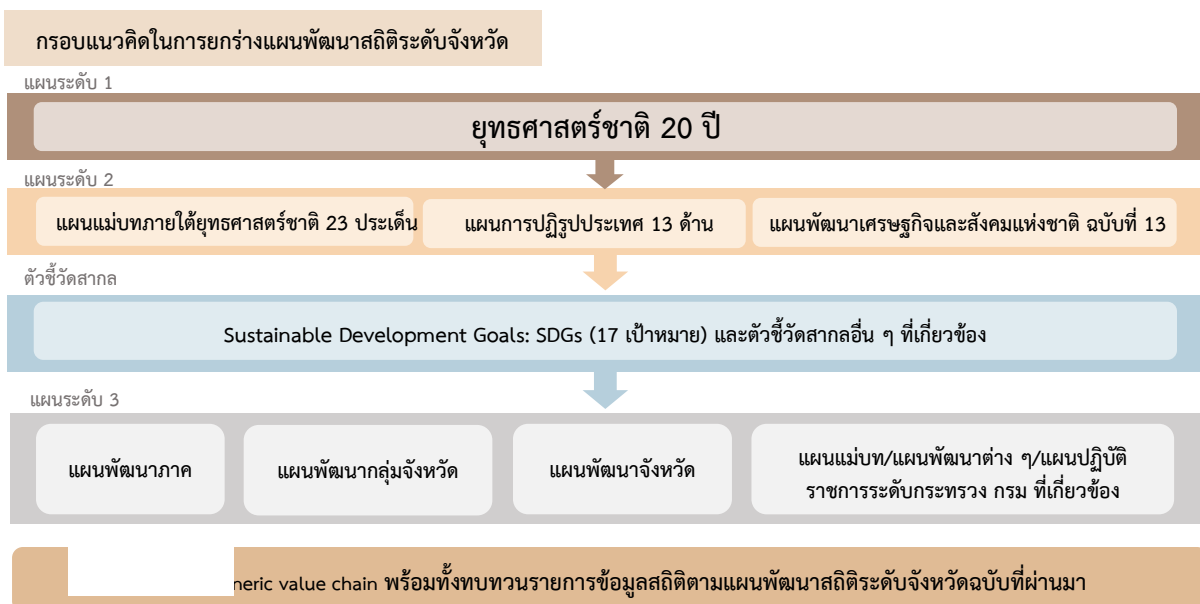 กรอบแนวคิดในการยกร่างแผนพัฒนาสถิติระดับจังหวัด
แผนระดับ 1
ยุทธศาสตร์ชาติ 20 ปี
แผนระดับ 2
แผนแม่บทภายใต้ยุทธศาสตร์ชาติ 23 ประเด็น
แผนการปฏิรูปประเทศ 13 ด้าน
แผนพัฒนาเศรษฐกิจและสังคมแห่งชาติ ฉบับที่ 13
ตัวชี้วัดสากล
Sustainable Development Goals: SDGs (17 เป้าหมาย) และตัวชี้วัดสากลอื่น ๆ ที่เกี่ยวข้อง
แผนระดับ 3
แผนพัฒนาภาค
แผนพัฒนากลุ่มจังหวัด
แผนพัฒนาจังหวัด
แผนแม่บท/แผนพัฒนาต่าง ๆ/แผนปฏิบัติ
ราชการระดับกระทรวง กรม ที่เกี่ยวข้อง
value chain พร้อมทั้งทบทวนรายการข้อมูลสถิติตามแผนพัฒนาสถิติระดับจังหวัดฉบับที่ผ่านมา